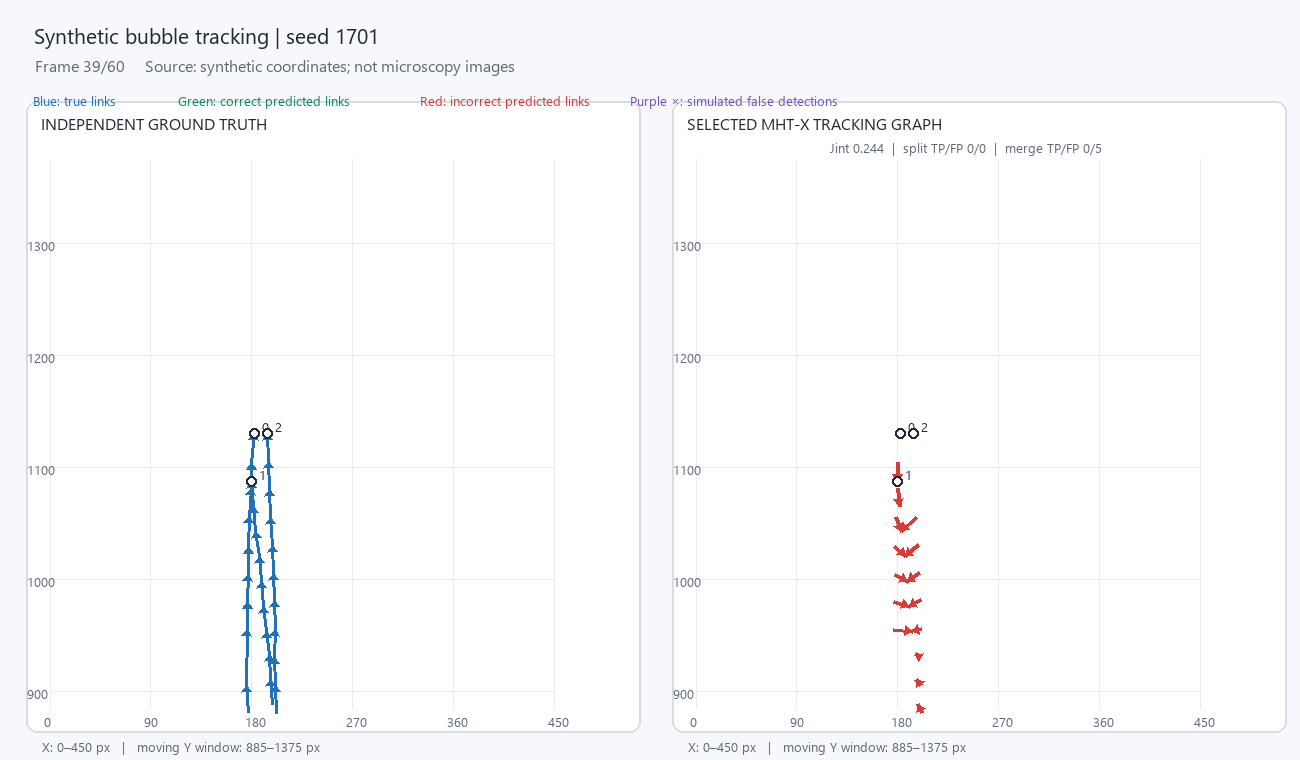 Synthetic bubble tracking | seed 1701
Frame 39/60 Source: synthetic coordinates; not microscopy images
Blue: true links Green: correct predicted links Red: incorrect predicted links Purple ×: simulated false detections
INDEPENDENT GROUND TRUTH
1300
1200
1100
1000
900
0 2
1
0 90 180 270 360 450
X: 0–450 px | moving Y window: 885–1375 px
SELECTED MHT-X TRACKING GRAPH
Jint 0.244 | split TP/FP 0/0 | merge TP/FP 0/5
1300
1200
1100
1000
900
0 2
1
0 90 180 270 360 450
X: 0–450 px | moving Y window: 885–1375 px